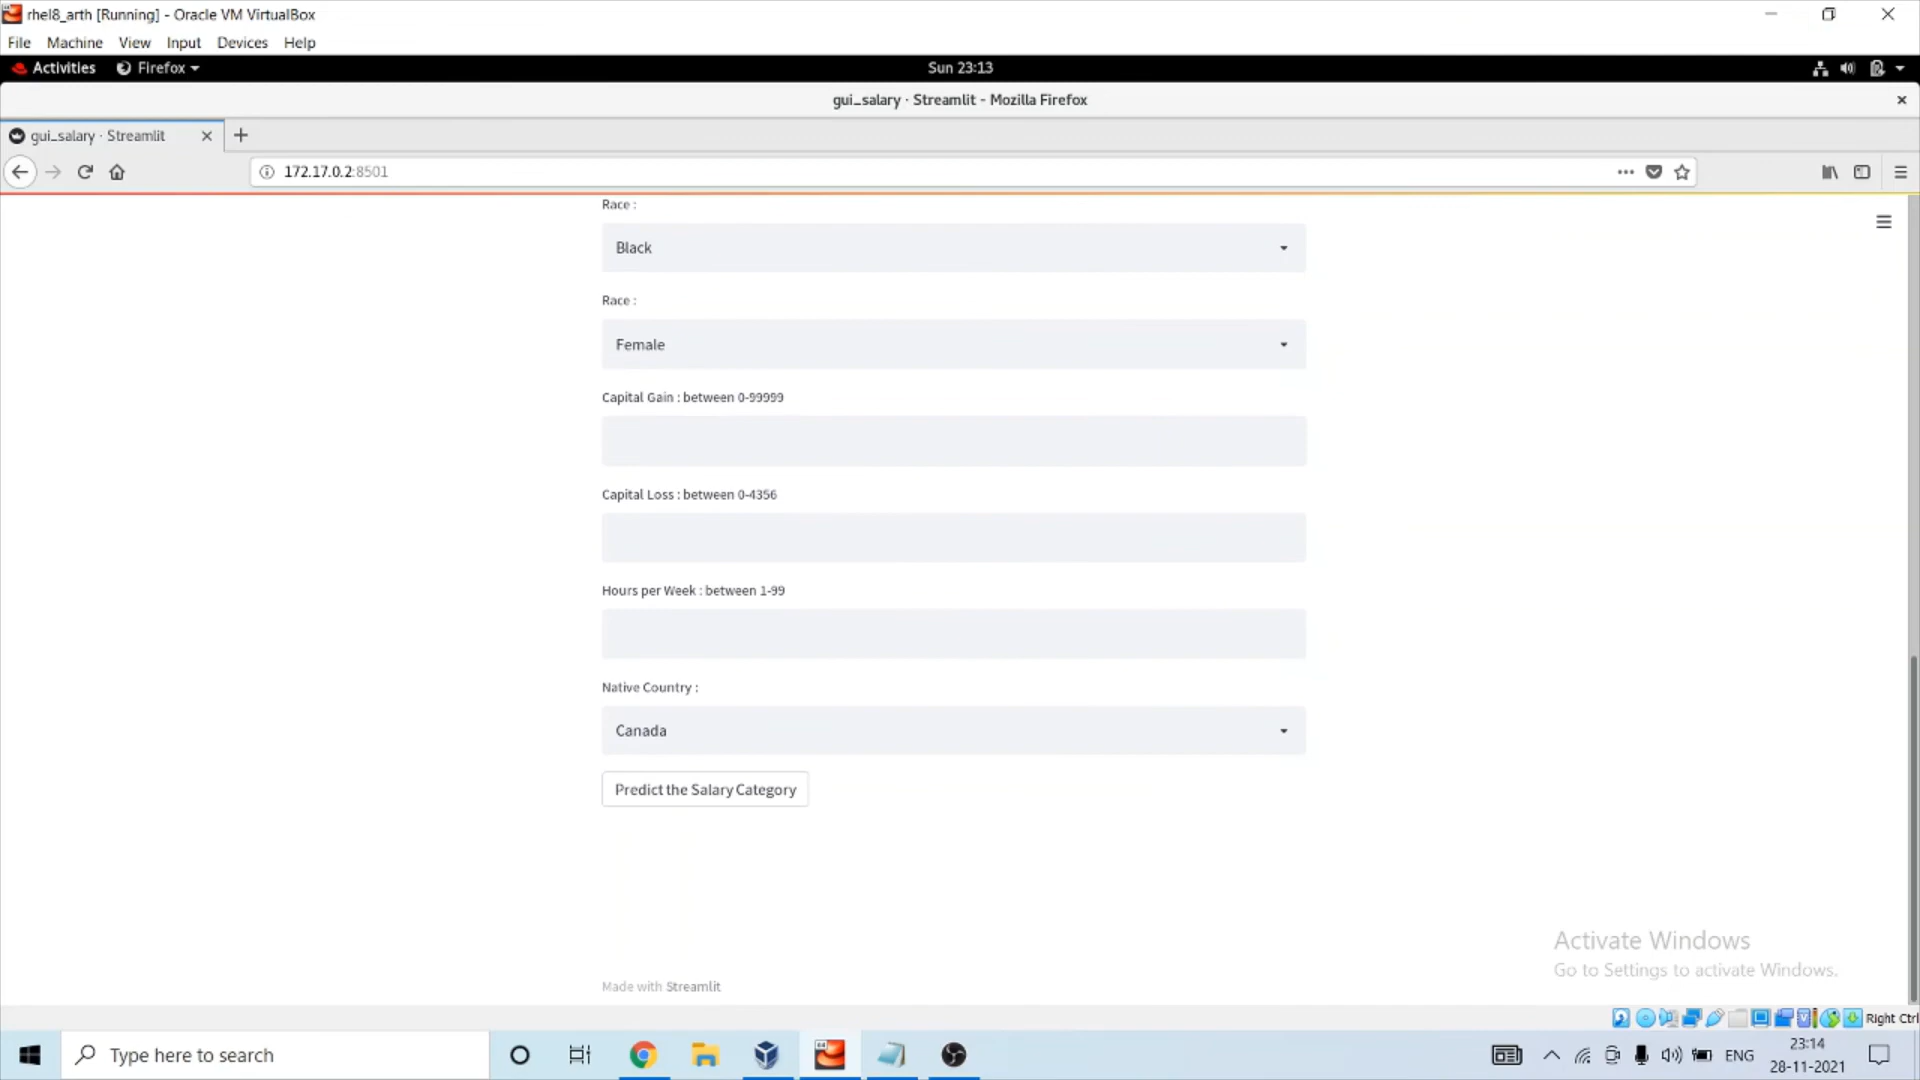 rhel8_arth [Running] - Oracle VM VirtualBox
File Machine View Input Devices Help
Activities Firefox Sun 23:13
gui_salary · Streamlit - Mozilla Firefox
gui_salary · Streamlit
172.17.0.2:8501
Race :
Black
Race :
Female
Capital Gain : between 0-99999
Capital Loss : between 0-4356
Hours per Week : between 1-99
Native Country :
Canada
Predict the Salary Category
Activate Windows
Go to Settings to activate Windows.
Made with Streamlit
Right Ctrl
Type here to search
ENG
23:14
28-11-2021